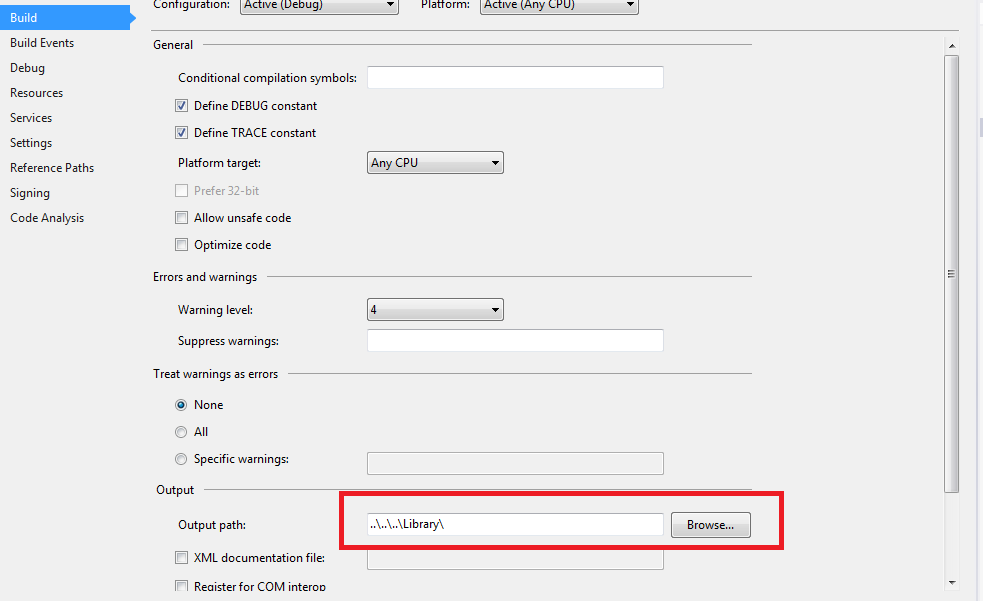 Configuration: Active (Debug) Platform: Active (Any CPU)
Build
Build Events
Debug
Resources
Services
Settings
Reference Paths
Signing
Code Analysis
General
Conditional compilation symbols:
Define DEBUG constant
Define TRACE constant
Platform target: Any CPU
Prefer 32-bit
Allow unsafe code
Optimize code
Errors and warnings
Warning level: 4
Suppress warnings:
Treat warnings as errors
None
All
Specific warnings:
Output
Output path: ..\..\..\Library\ Browse...
XML documentation file:
Register for COM interop